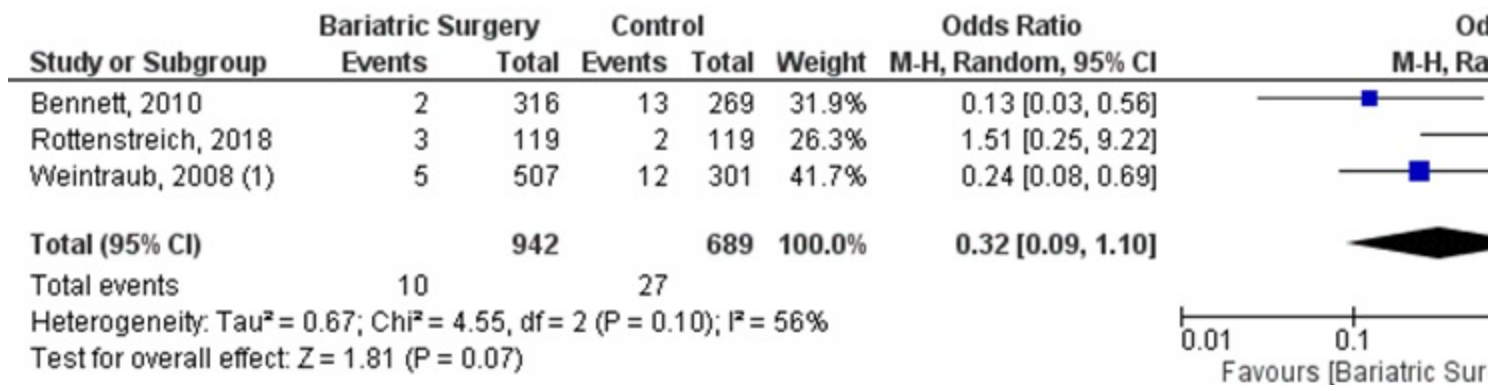 Bariatric Surgery Control Odds Ratio Od
Study or Subgroup Events Total Events Total Weight M-H, Random, 95% CI M-H, Ra
Bennett, 2010 2 316 13 269 31.9% 0.13 [0.03, 0.56]
Rottenstreich, 2018 3 119 2 119 26.3% 1.51 [0.25, 9.22]
Weintraub, 2008 (1) 5 507 12 301 41.7% 0.24 [0.08, 0.69]
Total (95% CI) 942 689 100.0% 0.32 [0.09, 1.10]
Total events 10 27
Heterogeneity: Tau² = 0.67; Chi² = 4.55, df = 2 (P = 0.10); I² = 56%
Test for overall effect: Z = 1.81 (P = 0.07)
0.01 0.1
Favours [Bariatric Sur